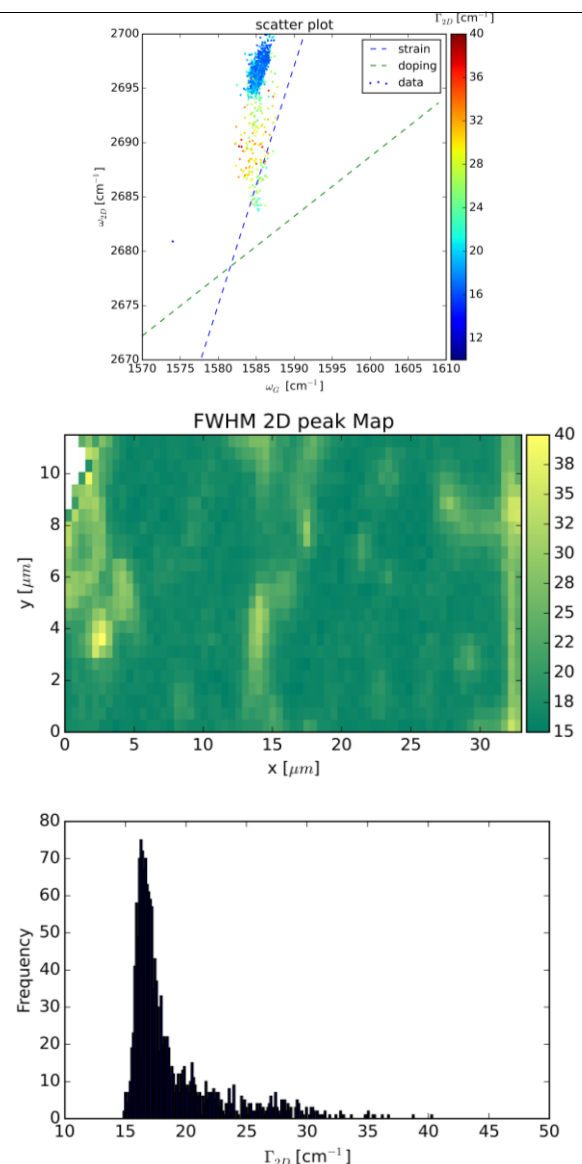 scatter plot
Γ2D [cm⁻¹]
2700
2695
2690
2685
2680
2675
2670
ω2D [cm⁻¹]
strain
doping
data
40
36
32
28
24
20
16
12
1570 1575 1580 1585 1590 1595 1600 1605 1610
ωG [cm⁻¹]
FWHM 2D peak Map
10
8
6
4
2
0
y [μm]
40
38
35
33
30
28
25
23
20
18
15
0 5 10 15 20 25 30
x [μm]
80
70
60
50
40
30
20
10
0
Frequency
10 15 20 25 30 35 40 45 50
Γ2D [cm⁻¹]